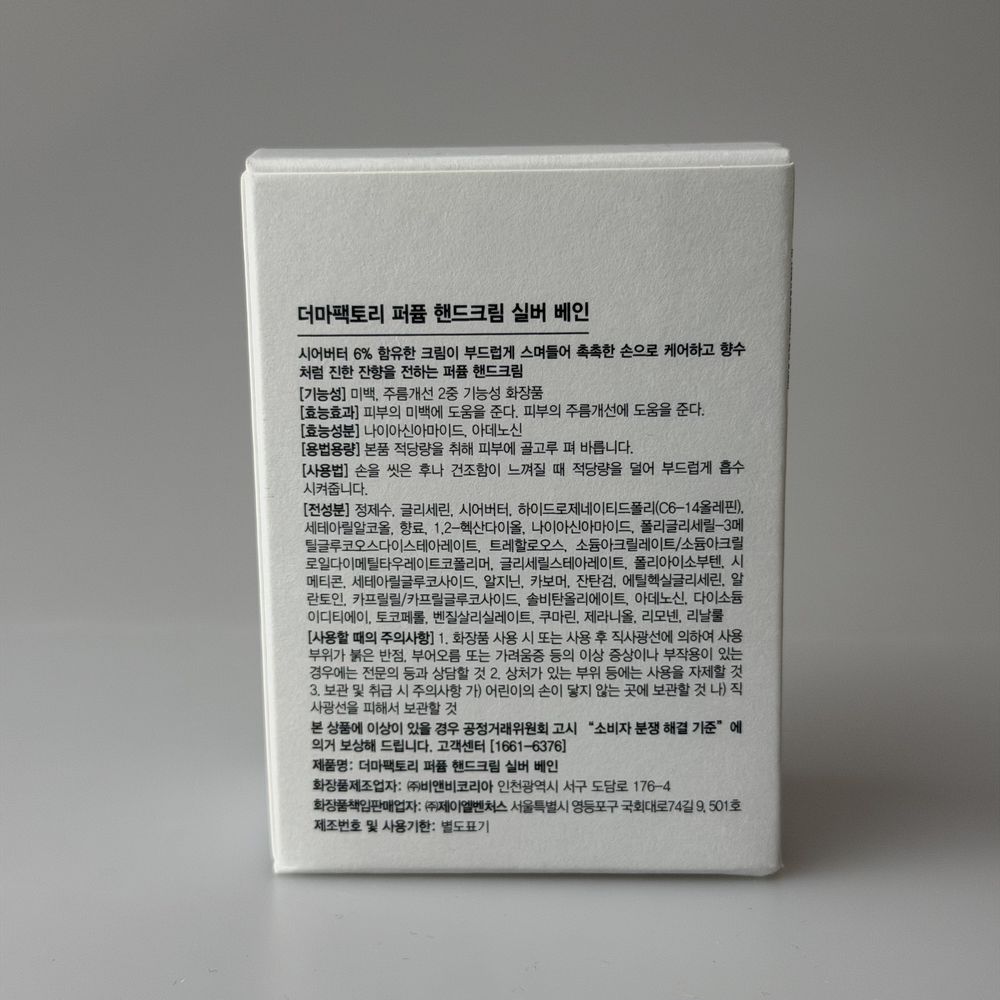 더마팩토리 퍼퓸 핸드크림 실버 베인
시어버터 6% 함유한 크림이 부드럽게 스며들어 촉촉한 손으로 케어하고 향수
처럼 진한 잔향을 전하는 퍼퓸 핸드크림
[기능성] 미백, 주름개선 2중 기능성 화장품
[효능효과] 피부의 미백에 도움을 준다. 피부의 주름개선에 도움을 준다.
[효능성분] 나이아신아마이드, 아데노신
[용법용량] 본품 적당량을 취해 피부에 골고루 펴 바릅니다.
[사용법] 손을 씻은 후나 건조함이 느껴질 때 적당량을 덜어 부드럽게 흡수
시켜줍니다.
[전성분] 정제수, 글리세린, 시어버터, 하이드로제네이티드폴리(C6-14올레핀),
세테아릴알코올, 향료, 1,2-헥산다이올, 나이아신아마이드, 폴리글리세릴-3메
틸글루코오스다이스테아레이트, 트레할로오스, 소듐아크릴레이트/소듐아크릴
로일다이메틸타우레이트코폴리머, 글리세릴스테아레이트, 폴리아이소부텐, 시
메티콘, 세테아릴글루코사이드, 알지닌, 카보머, 잔탄검, 에틸헥실글리세린, 알
란토인, 카프릴릴/카프릴글루코사이드, 솔비탄올리에이트, 아데노신, 다이소듐
이디티에이, 토코페롤, 벤질살리실레이트, 쿠마린, 제라니올, 리모넨, 리날룰
[사용할 때의 주의사항] 1. 화장품 사용 시 또는 사용 후 직사광선에 의하여 사용
부위가 붉은 반점, 부어오름 또는 가려움증 등의 이상 증상이나 부작용이 있는
경우에는 전문의 등과 상담할 것 2. 상처가 있는 부위 등에는 사용을 자제할 것
3. 보관 및 취급 시 주의사항 가) 어린이의 손이 닿지 않는 곳에 보관할 것 나) 직
사광선을 피해서 보관할 것
본 상품에 이상이 있을 경우 공정거래위원회 고시 “소비자 분쟁 해결 기준”에
의거 보상해 드립니다. 고객센터 [1661-6376]
제품명: 더마팩토리 퍼퓸 핸드크림 실버 베인
화장품제조업자: ㈜비앤비코리아 인천광역시 서구 도담로 176-4
화장품책임판매업자: ㈜제이엘벤처스 서울특별시 영등포구 국회대로74길 9, 501호
제조번호 및 사용기한: 별도표기